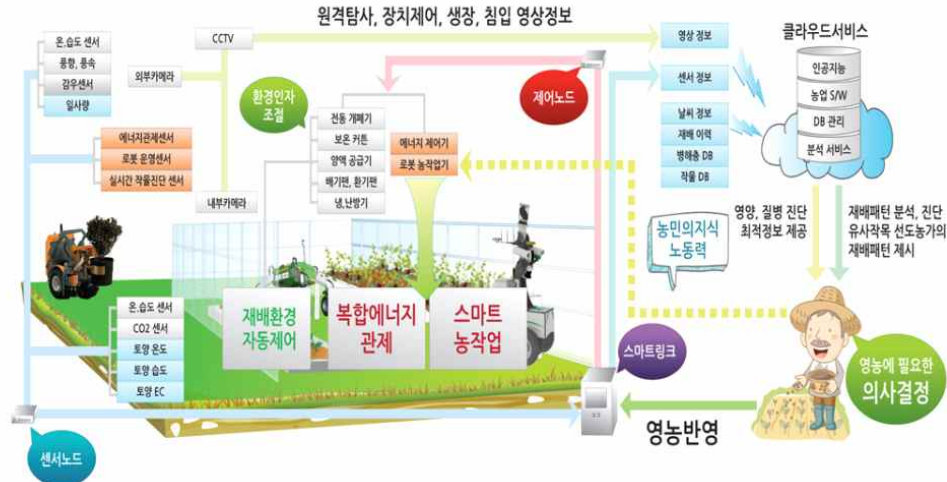 원격탐사, 장치제어, 생장, 침입 영상정보
온.습도 센서
풍향, 풍속
감우센서
일사량
CCTV
외부카메라
에너지관제센서
로봇 운영센서
실시간 작물진단 센서
내부카메라
환경인자
조절
전동 개폐기
보온 커튼
양액 공급기
배기팬, 환기팬
냉,난방기
에너지 제어기
로봇 농작업기
제어노드
영상 정보
센서 정보
날씨 정보
재배 이력
병해충 DB
작물 DB
클라우드서비스
인공지능
농업 S/W
DB 관리
분석 서비스
농민의지식
노동력
영양, 질병 진단
최적정보 제공
재배패턴 분석, 진단
유사작목 선도농가의
재배패턴 제시
온.습도 센서
CO2 센서
토양 온도
토양 습도
토양 EC
재배환경
자동제어
복합에너지
관제
스마트
농작업
스마트링크
영농에 필요한
의사결정
영농반영
센서노드